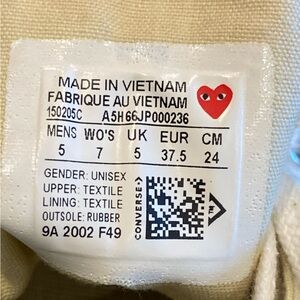 MADE IN VIETNAM
FABRIQUE AU VIETNAM
150205C A5H66JP000236
MENS WO'S UK EUR CM
5 7 5 37.5 24
GENDER: UNISEX
UPPER: TEXTILE
LINING: TEXTILE
OUTSOLE: RUBBER
9A 2002 F49
CONVERSE